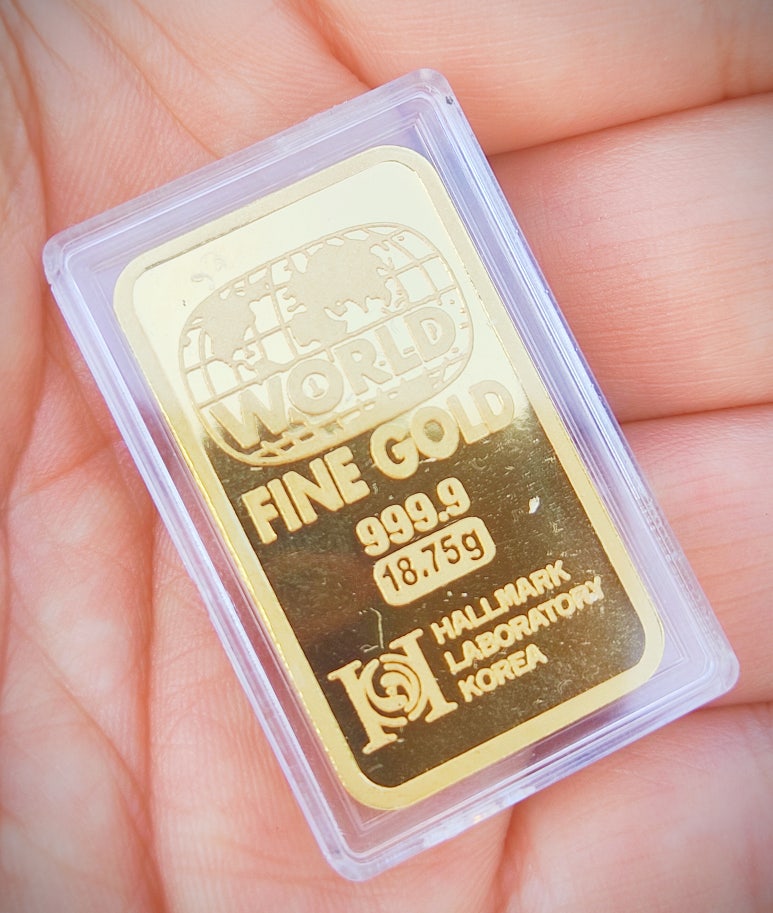 WORLD
FINE GOLD
999.9
18.75g
HALLMARK
LABORATORY
KOREA